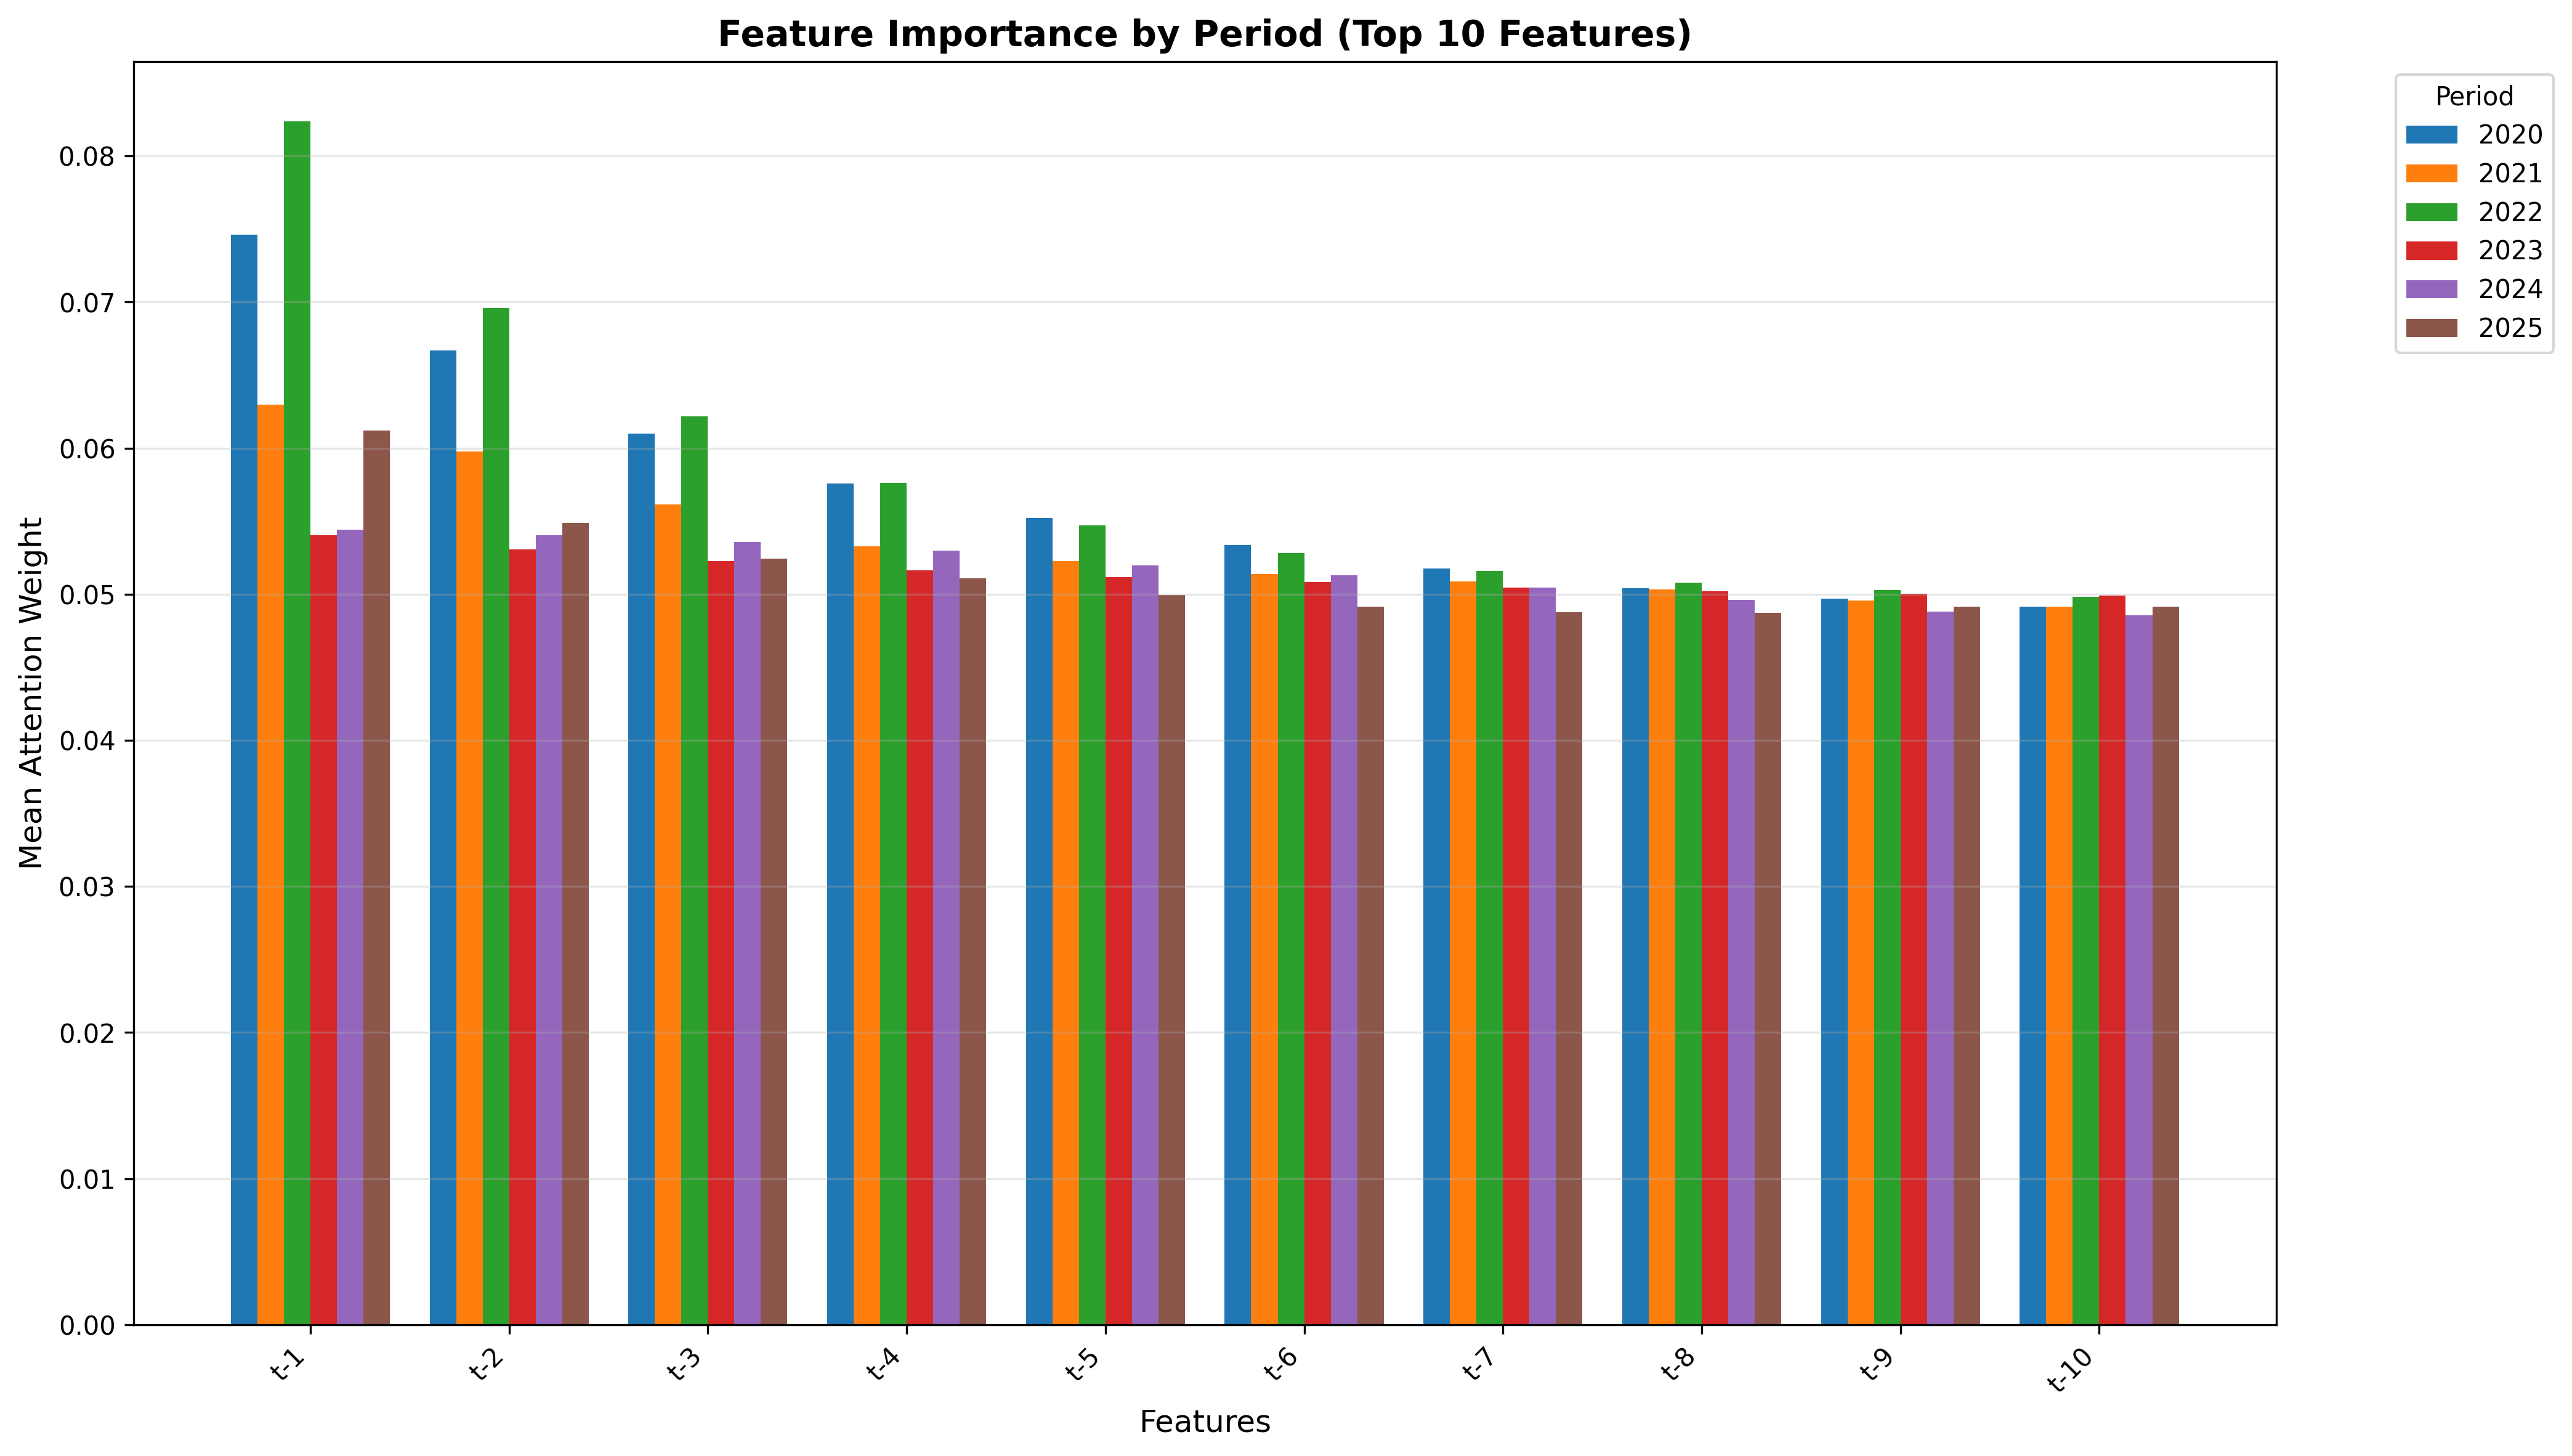 Feature Importance by Period (Top 10 Features)
Period
2020
2021
2022
2023
2024
2025
Mean Attention Weight
0.08
0.07
0.06
0.05
0.04
0.03
0.02
0.01
0.00
t-1
t-2
t-3
t-4
t-5
t-6
t-7
t-8
t-9
t-10
Features